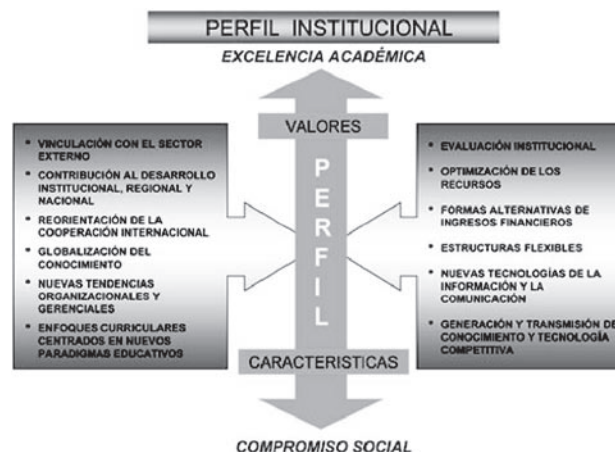 PERFIL INSTITUCIONAL
EXCELENCIA ACADÉMICA
VALORES
• VINCULACIÓN CON EL SECTOR
EXTERNO
• CONTRIBUCIÓN AL DESARROLLO
INSTITUCIONAL, REGIONAL Y
NACIONAL
• REORIENTACIÓN DE LA
COOPERACIÓN INTERNACIONAL
• GLOBALIZACIÓN DEL
CONOCIMIENTO
• NUEVAS TENDENCIAS
ORGANIZACIONALES Y
GERENCIALES
• ENFOQUES CURRICULARES
CENTRADOS EN NUEVOS
PARADIGMAS EDUCATIVOS
PERFIL
• EVALUACIÓN INSTITUCIONAL
• OPTIMIZACIÓN DE LOS
RECURSOS
• FORMAS ALTERNATIVAS DE
INGRESOS FINANCIEROS
• ESTRUCTURAS FLEXIBLES
• NUEVAS TECNOLOGÍAS DE LA
INFORMACIÓN Y LA
COMUNICACIÓN
• GENERACIÓN Y TRANSMISIÓN DE
CONOCIMIENTO Y TECNOLOGÍA
COMPETITIVA
CARACTERISTICAS
COMPROMISO SOCIAL